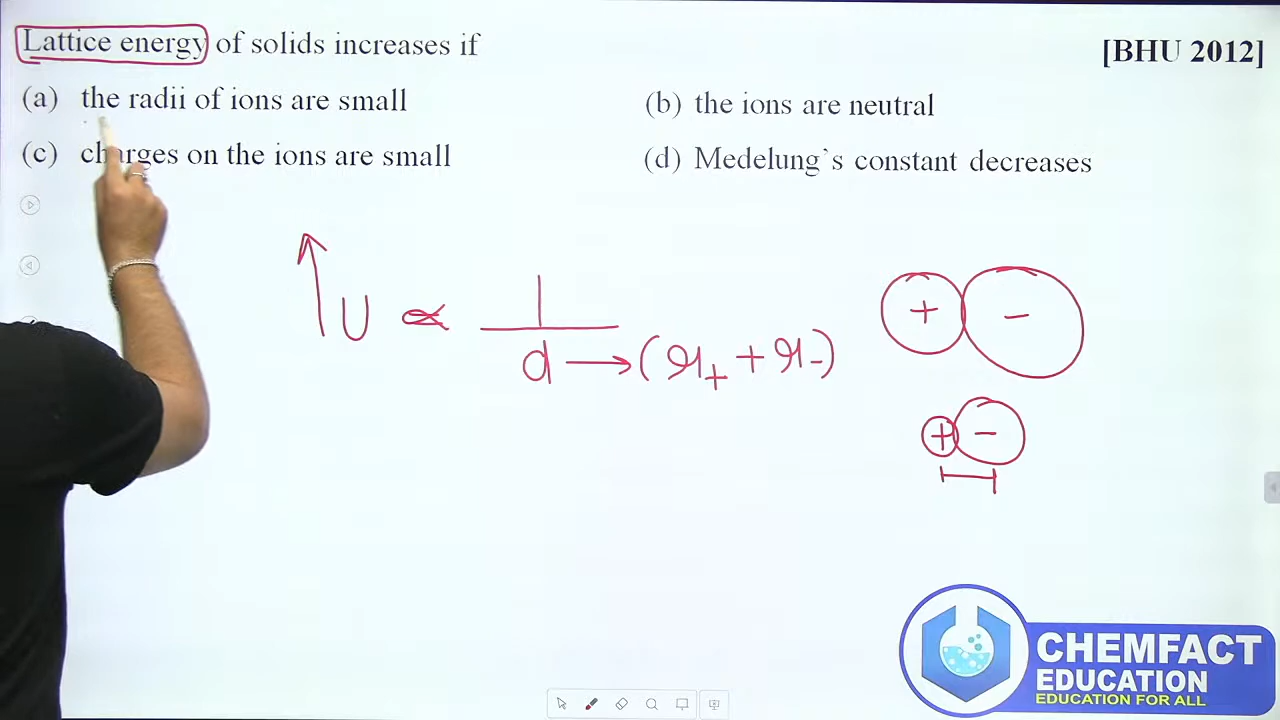 Lattice energy of solids increases if
[BHU 2012]
(a) the radii of ions are small
(b) the ions are neutral
(c) charges on the ions are small
(d) Medelung`s constant decreases
U ∝ 1/d → (r+ + r-)
+ -
+ -
CHEMFACT
EDUCATION
EDUCATION FOR ALL